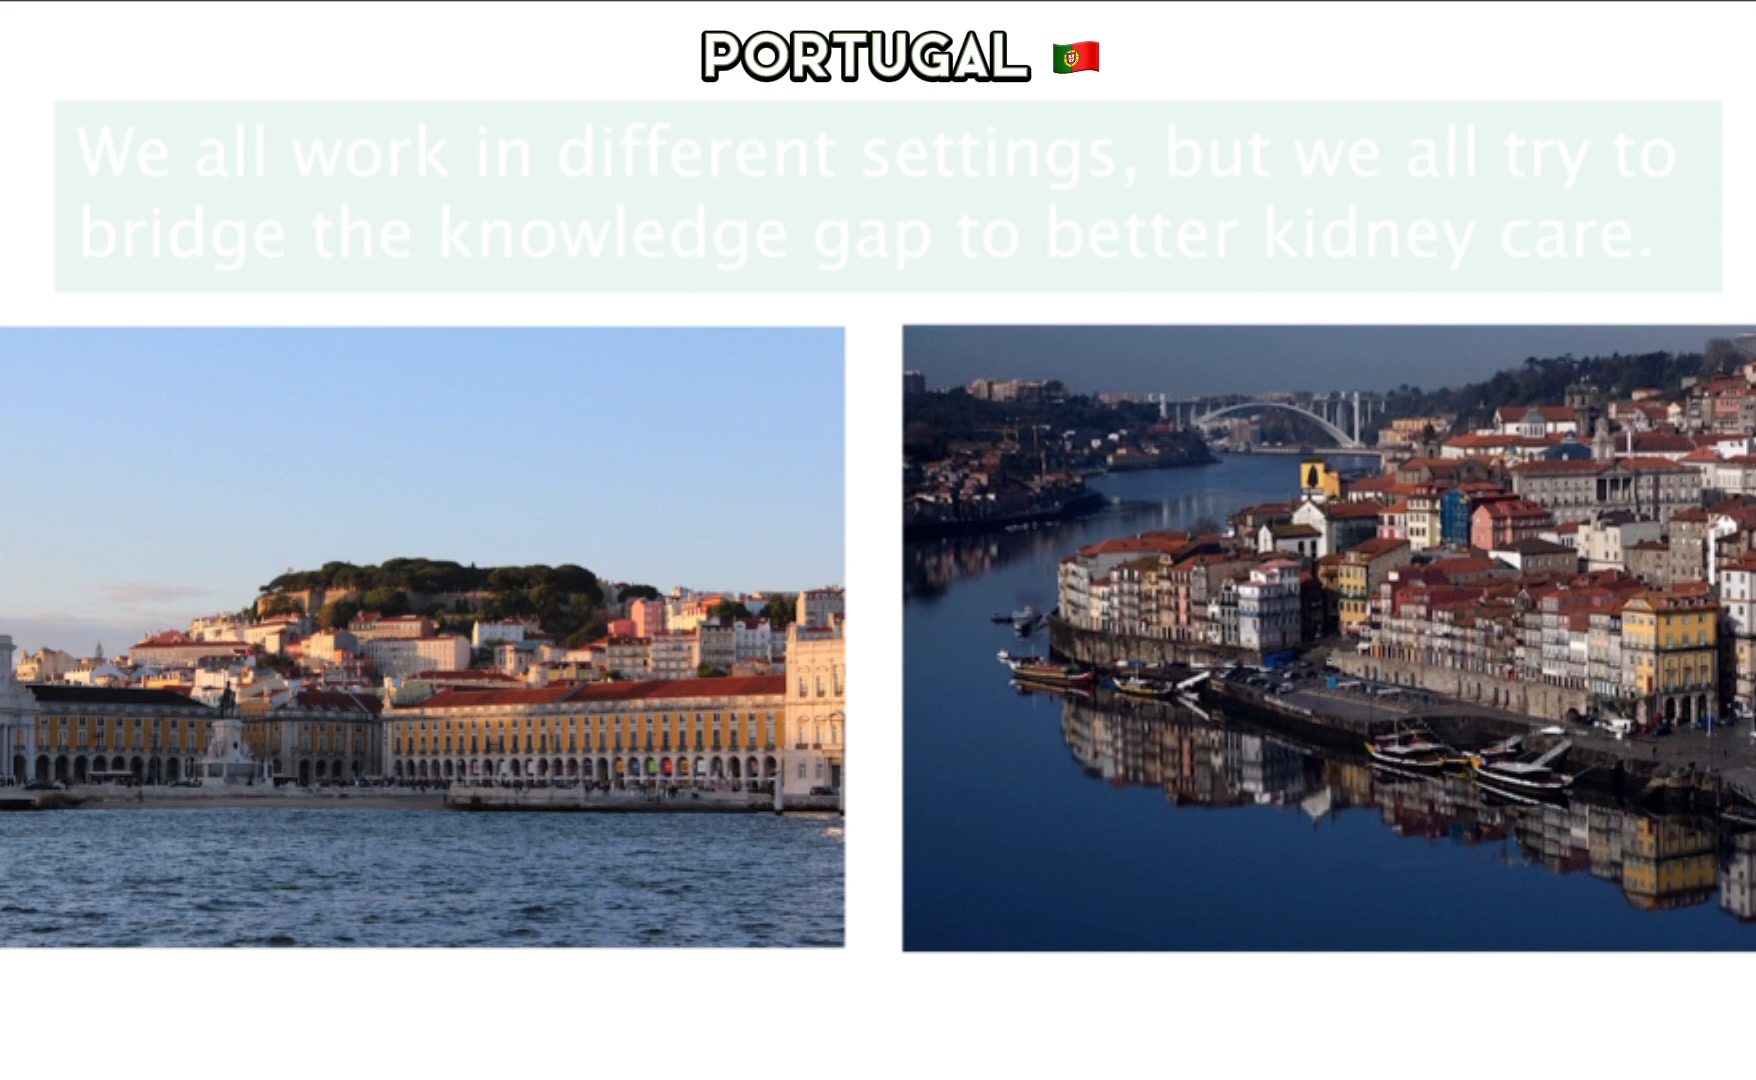 PORTUGAL 🇵🇹
We all work in different settings, but we all try to
bridge the knowledge gap to better kidney care.